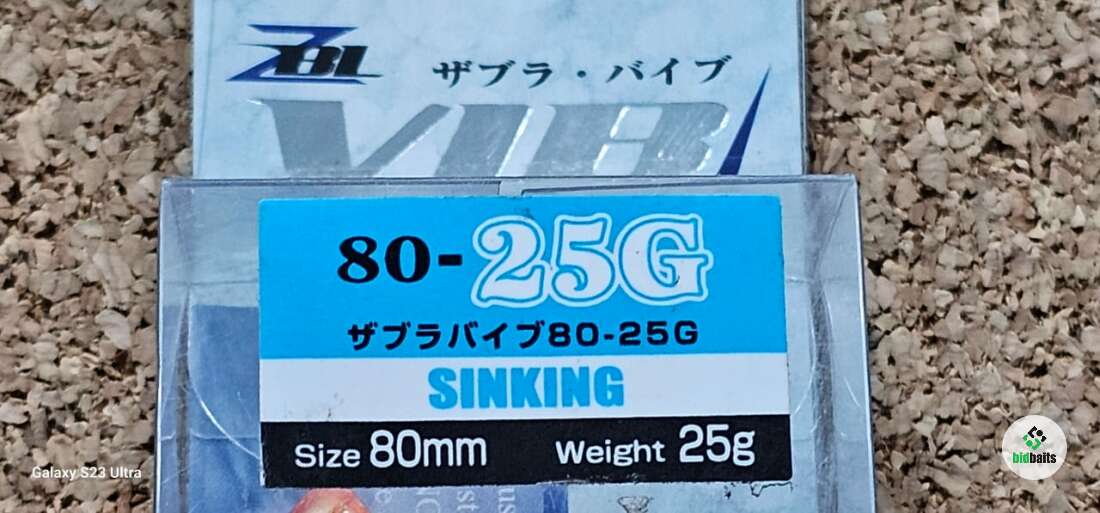 ZBL
ザブラ・バイブ
VIB
80-25G
ザブラバイブ80-25G
SINKING
Size 80mm Weight 25g
Galaxy S23 Ultra
bidbaits